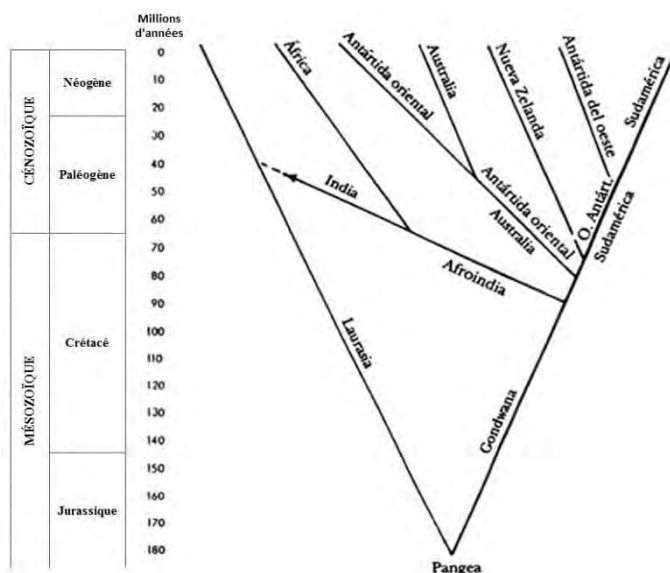 Millions
d'années
CÉNOZOÏQUE
Néogène
Paléogène
MÉSOZOÏQUE
Crétacé
Jurassique
0
10
20
30
40
50
60
70
80
90
100
110
120
130
140
150
160
170
180
África
Antártida oriental
Australia
Nueva Zelanda
Antártida del oeste
Sudamérica
India
Antártida oriental
Australia
O. Antárt.
Sudamérica
Afroindia
Laurasia
Gondwana
Pangea